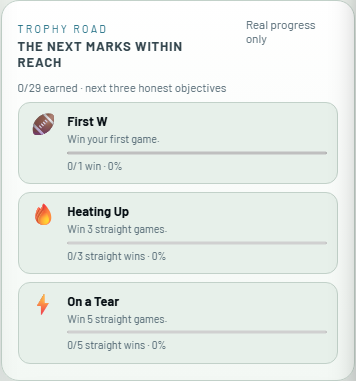 TROPHY ROAD
THE NEXT MARKS WITHIN
REACH
Real progress
only
0/29 earned · next three honest objectives
First W
Win your first game.
0/1 win · 0%
Heating Up
Win 3 straight games.
0/3 straight wins · 0%
On a Tear
Win 5 straight games.
0/5 straight wins · 0%